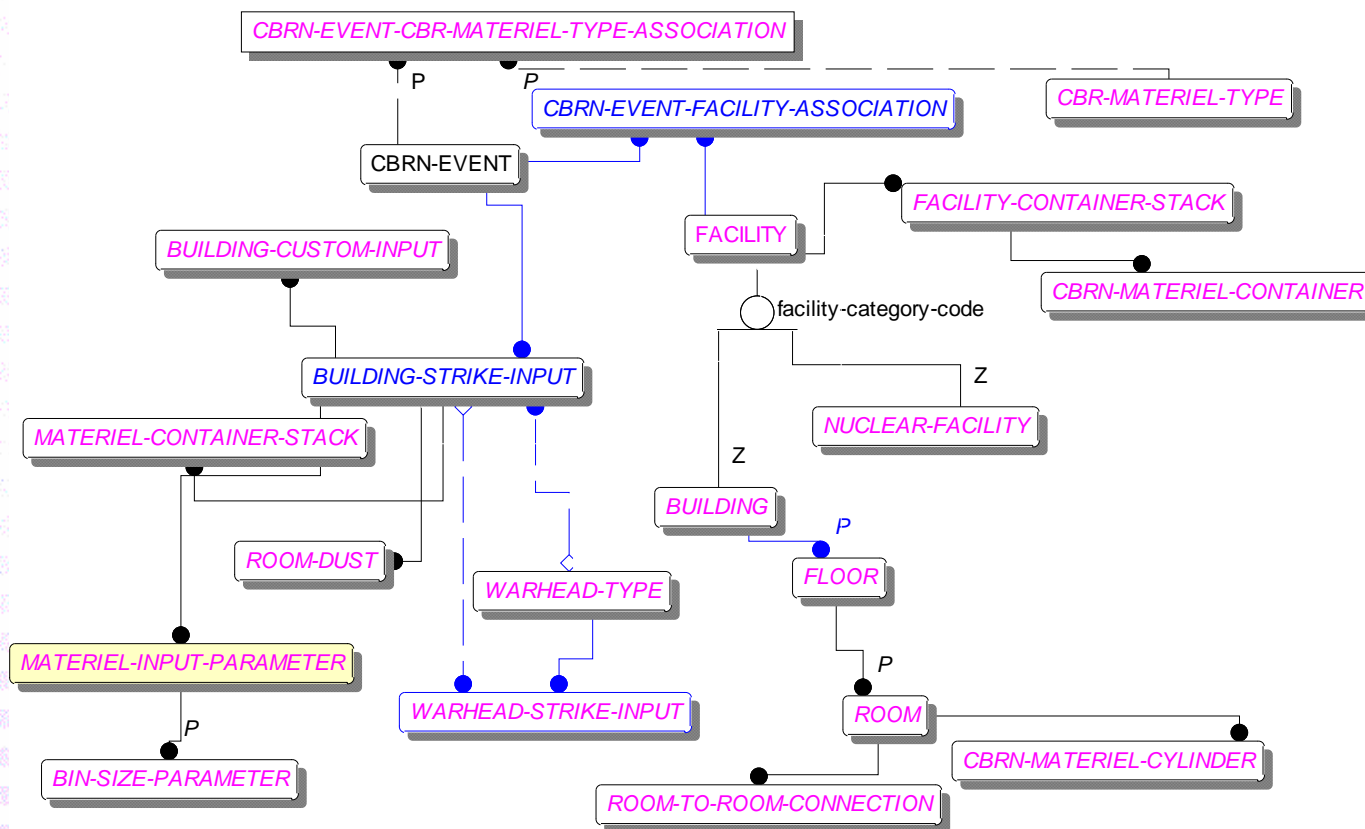 CBRN-EVENT-CBR-MATERIEL-TYPE-ASSOCIATION
P
P
CBR-MATERIEL-TYPE
CBRN-EVENT-FACILITY-ASSOCIATION
CBRN-EVENT
FACILITY-CONTAINER-STACK
FACILITY
BUILDING-CUSTOM-INPUT
CBRN-MATERIEL-CONTAINER
facility-category-code
BUILDING-STRIKE-INPUT
Z
MATERIEL-CONTAINER-STACK
NUCLEAR-FACILITY
Z
BUILDING
P
ROOM-DUST
WARHEAD-TYPE
FLOOR
MATERIEL-INPUT-PARAMETER
P
WARHEAD-STRIKE-INPUT
ROOM
P
CBRN-MATERIEL-CYLINDER
BIN-SIZE-PARAMETER
ROOM-TO-ROOM-CONNECTION